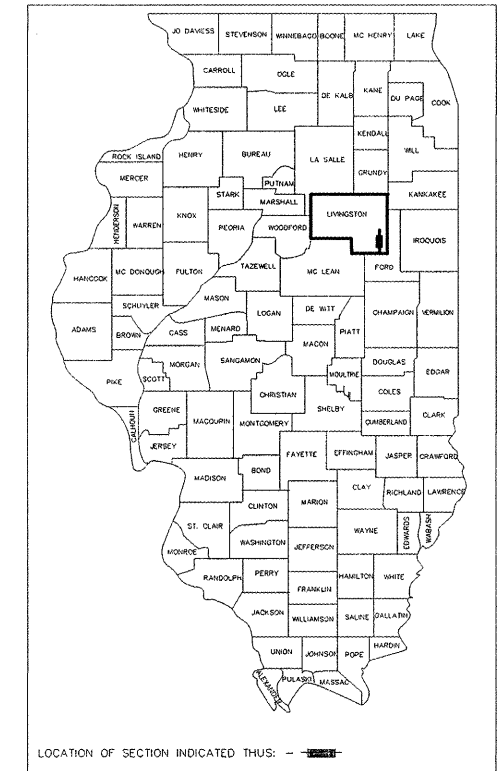 JO DAVIESS STEVENSON WINNEBAGO BOONE MC HENRY LAKE
CARROLL OGLE
DE KALB KANE DU PAGE COOK
WHITESIDE LEE
KENDALL WILL
ROCK ISLAND HENRY BUREAU LA SALLE GRUNDY
MERCER PUTNAM
STARK MARSHALL KANKAKEE
HENDERSON WARREN KNOX LIVINGSTON
PEORIA WOODFORD IROQUOIS
TAZEWELL FORD
HANCOCK MC DONOUGH FULTON MC LEAN
MASON
SCHUYLER LOGAN DE WITT CHAMPAIGN VERMILION
ADAMS BROWN CASS MENARD PIATT
MACON
MORGAN SANGAMON DOUGLAS
PIKE SCOTT MOULTRIE EDGAR
CHRISTIAN COLES
CALHOUN GREENE SHELBY
MACOUPIN MONTGOMERY CUMBERLAND CLARK
JERSEY
FAYETTE EFFINGHAM JASPER CRAWFORD
BOND
MADISON CLAY
MARION RICHLAND LAWRENCE
CLINTON
ST. CLAIR WAYNE EDWARDS WABASH
WASHINGTON JEFFERSON
MONROE
RANDOLPH PERRY HAMILTON WHITE
FRANKLIN
JACKSON WILLIAMSON SALINE GALLATIN
UNION JOHNSON POPE HARDIN
ALEXANDER PULASKI MASSAC
LOCATION OF SECTION INDICATED THUS: -